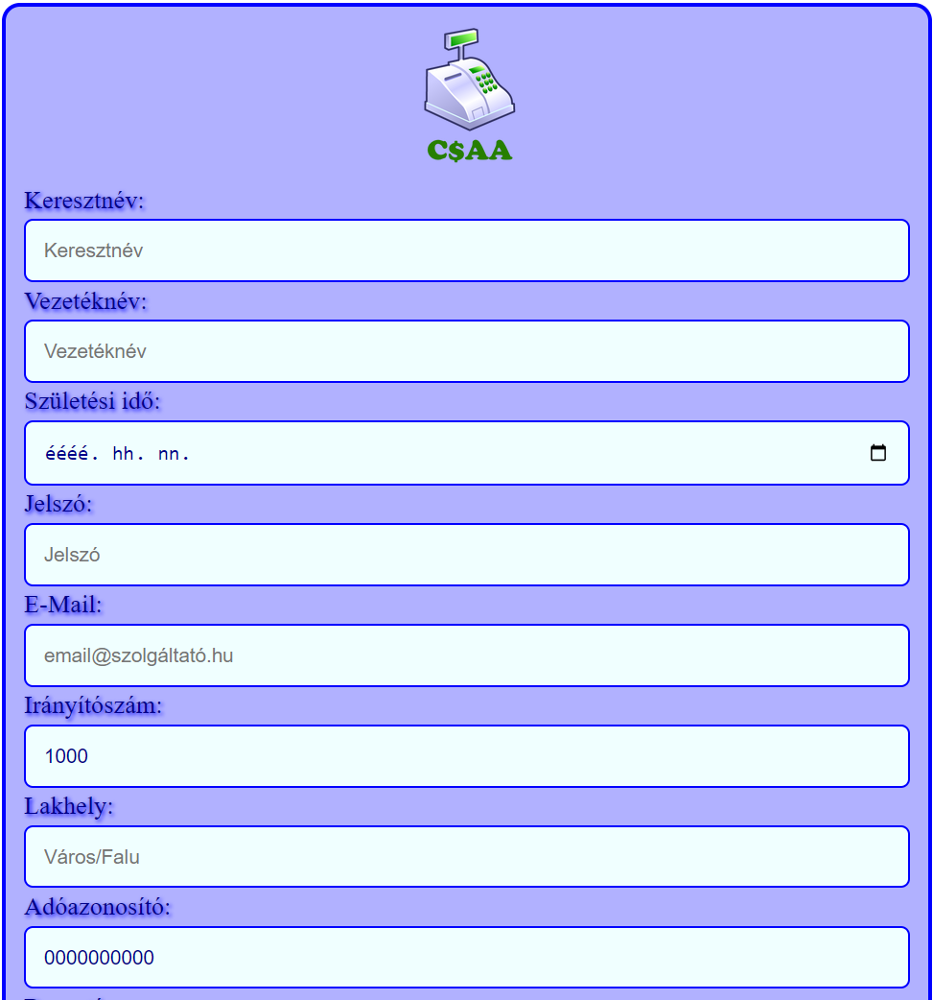 C$AA
Keresztnév:
Keresztnév
Vezetéknév:
Vezetéknév
Születési idő:
éééé. hh. nn.
Jelszó:
Jelszó
E-Mail:
email@szolgáltató.hu
Irányítószám:
1000
Lakhely:
Város/Falu
Adóazonosító:
0000000000